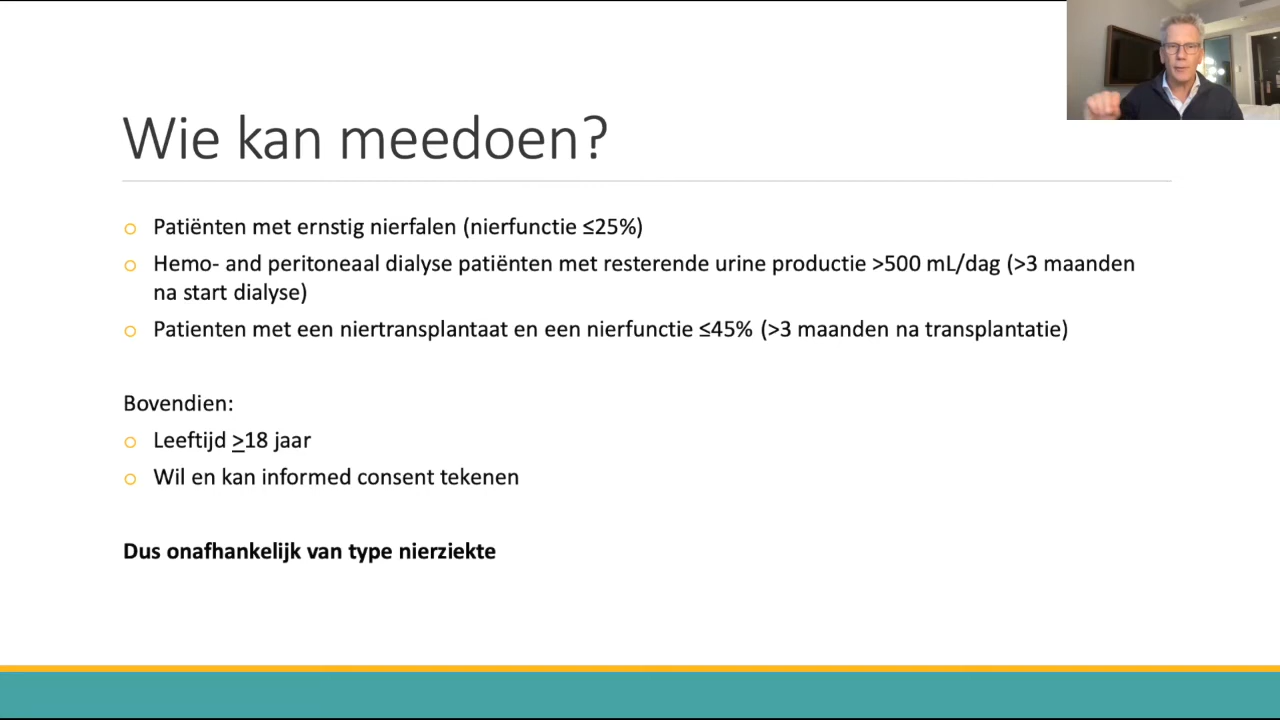 Wie kan meedoen?
Patiënten met ernstig nierfalen (nierfunctie ≤25%)
Hemo- and peritoneaal dialyse patiënten met resterende urine productie >500 mL/dag (>3 maanden
na start dialyse)
Patienten met een niertransplantaat en een nierfunctie ≤45% (>3 maanden na transplantatie)
Bovendien:
Leeftijd ≥18 jaar
Wil en kan informed consent tekenen
Dus onafhankelijk van type nierziekte